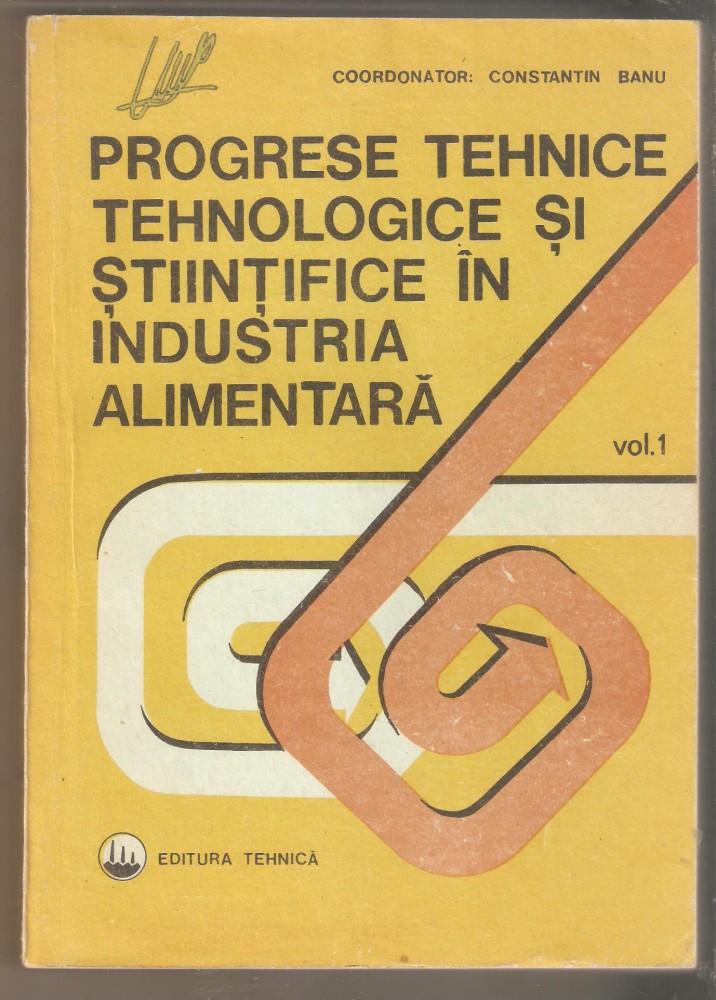 COORDONATOR: CONSTANTIN BANU
PROGRESE TEHNICE
TEHNOLOGICE ȘI
ȘTIINȚIFICE ÎN
INDUSTRIA
ALIMENTARĂ
vol.1
EDITURA TEHNICĂ